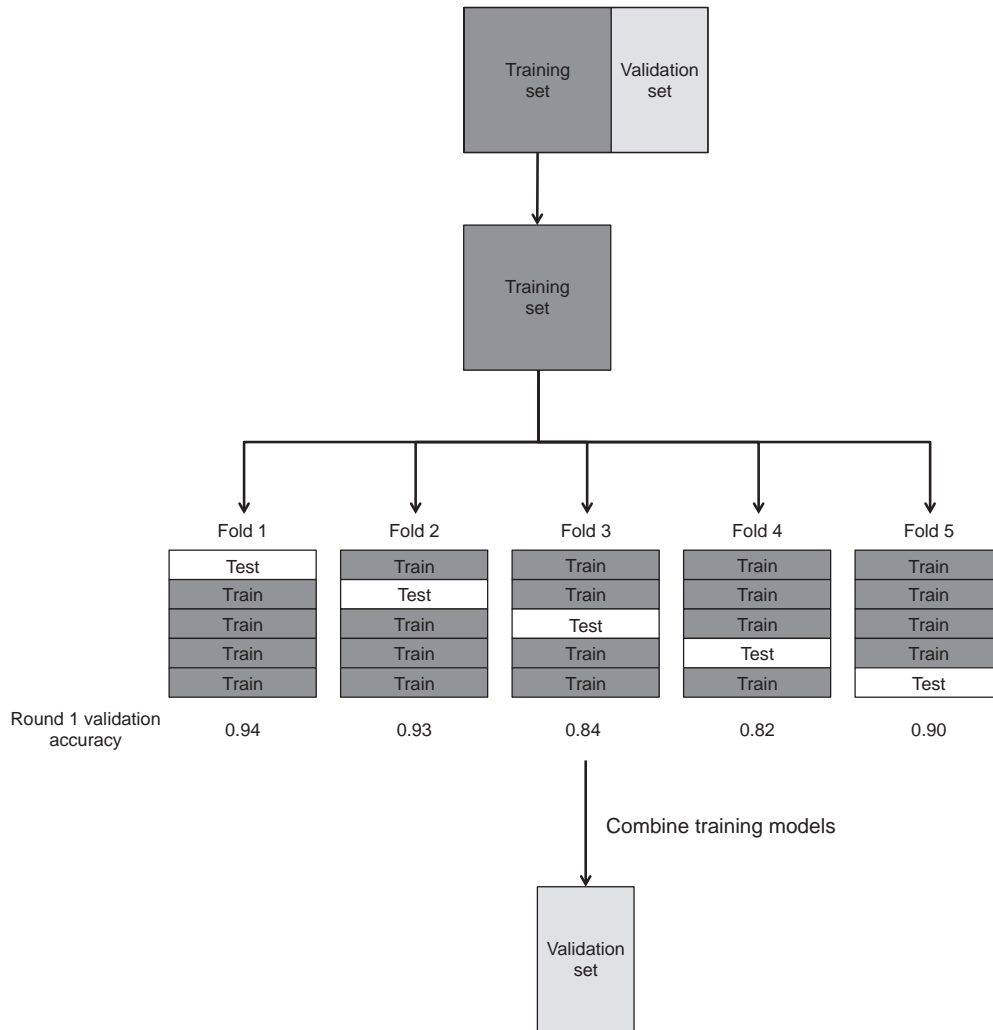 Training
set
Validation
set
Training
set
Fold 1
Fold 2
Fold 3
Fold 4
Fold 5
Test
Train
Train
Train
Train
Train
Test
Train
Train
Train
Train
Train
Test
Train
Train
Train
Train
Train
Test
Train
Train
Train
Train
Train
Test
Round 1 validation
accuracy
0.94
0.93
0.84
0.82
0.90
Combine training models
Validation
set